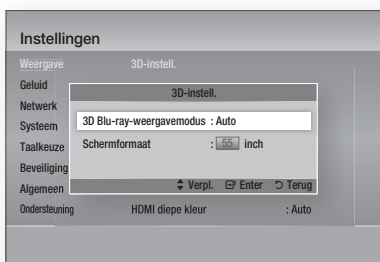 Instellingen
Weergave 3D-instell.
Geluid
Netwerk
Systeem
Taalkeuze
Beveiliging
Algemeen
Ondersteuning HDMI diepe kleur : Auto
3D-instell.
3D Blu-ray-weergavemodus : Auto
Schermformaat : 55 inch
Verpl. Enter Terug